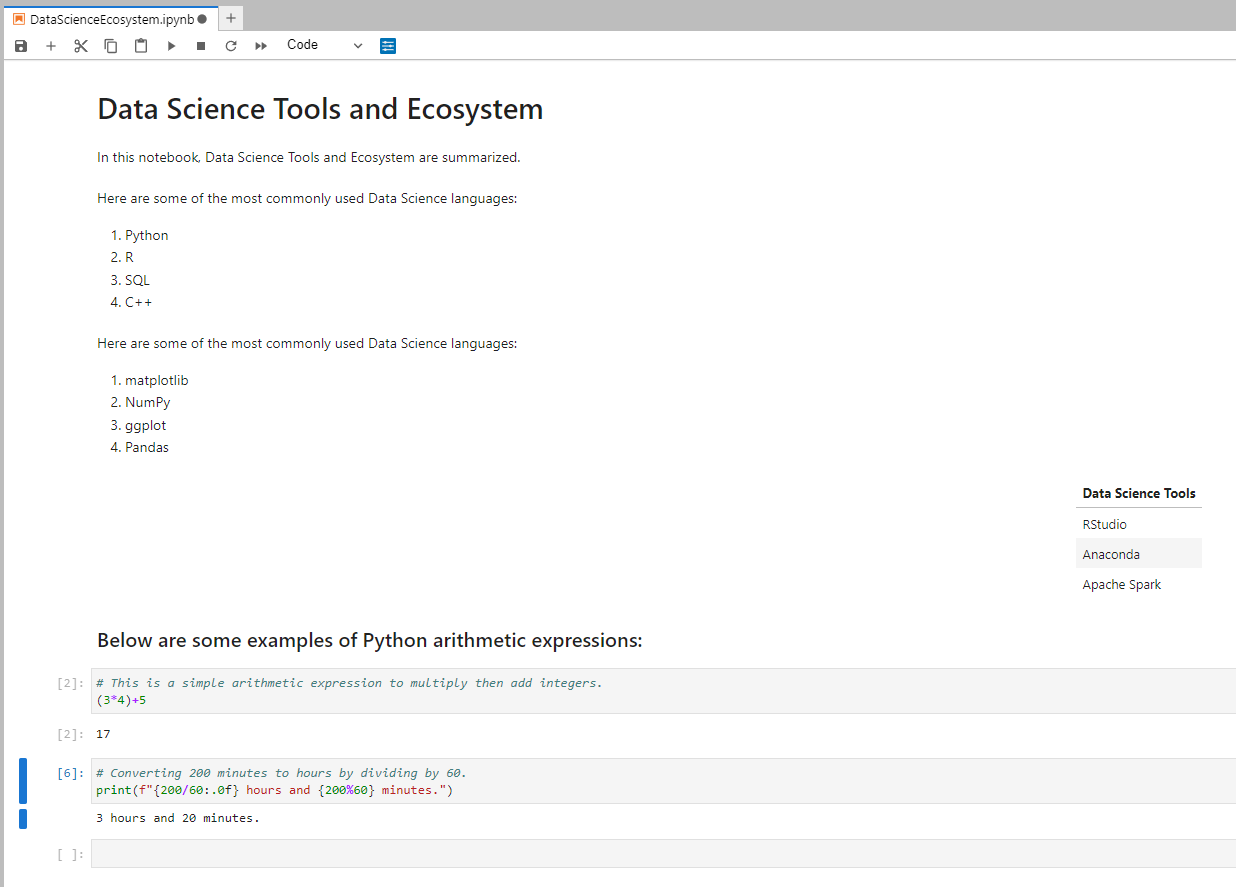 DataScienceEcosystem.ipynb
Code
Data Science Tools and Ecosystem
In this notebook, Data Science Tools and Ecosystem are summarized.
Here are some of the most commonly used Data Science languages:
1. Python
2. R
3. SQL
4. C++
Here are some of the most commonly used Data Science languages:
1. matplotlib
2. NumPy
3. ggplot
4. Pandas
Data Science Tools
RStudio
Anaconda
Apache Spark
Below are some examples of Python arithmetic expressions:
[2]: # This is a simple arithmetic expression to multiply then add integers.
(3*4)+5
[2]: 17
[6]: # Converting 200 minutes to hours by dividing by 60.
print(f"{200/60:.0f} hours and {200%60} minutes.")
3 hours and 20 minutes.
[ ]: